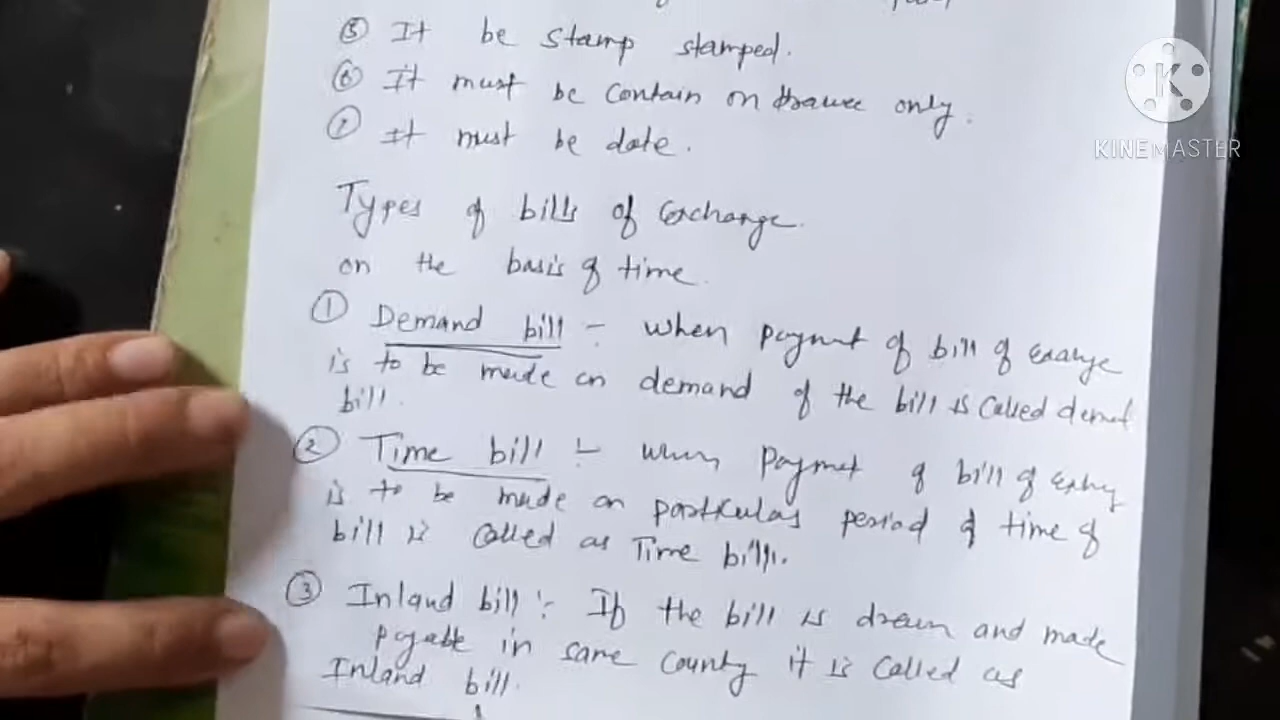 ⑤ It be stamp stamped.
⑥ It must be contain on drawee only.
⑦ It must be date.
Types of bills of Exchange.
on the basis of time.
① Demand bill :- when payment of bill of exange
is to be made on demand of the bill is called demand
bill.
② Time bill :- when payment of bill of
is to be made on particular period of time of
bill is called as Time bill.
③ Inland bill :- If the bill is drawn and made
payable in same county it is called as
Inland bill.
K
KINEMASTER